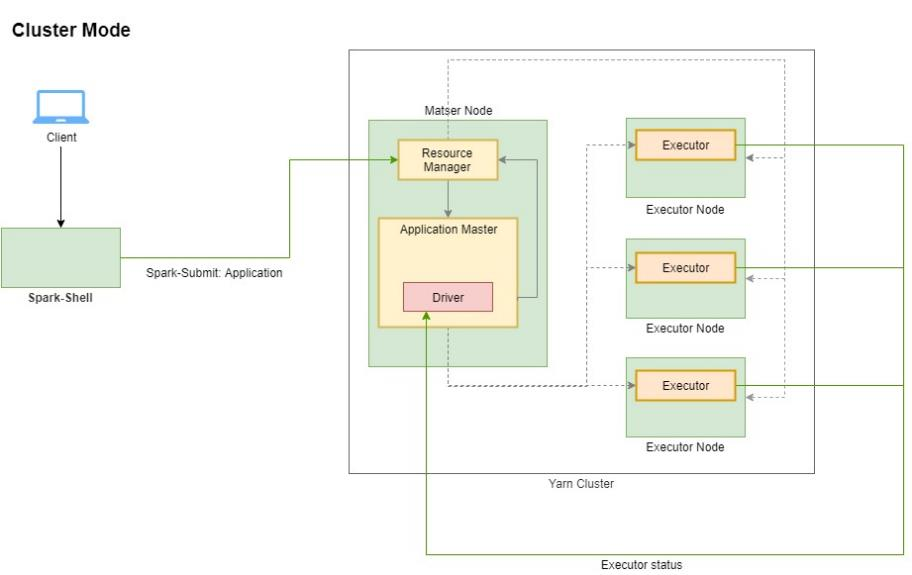 Cluster Mode
Client
Spark-Shell
Spark-Submit: Application
Matser Node
Resource
Manager
Application Master
Driver
Executor
Executor Node
Executor
Executor Node
Executor
Executor Node
Yarn Cluster
Executor status